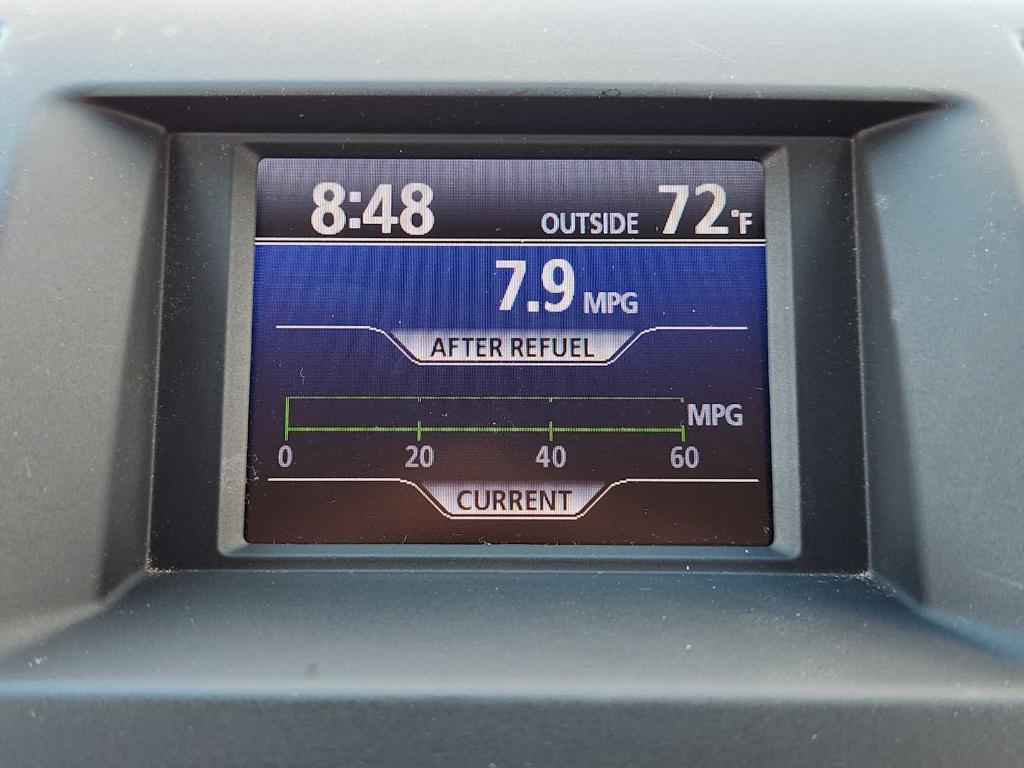 8:48 OUTSIDE 72°F
7.9 MPG
AFTER REFUEL
MPG
0 20 40 60
CURRENT